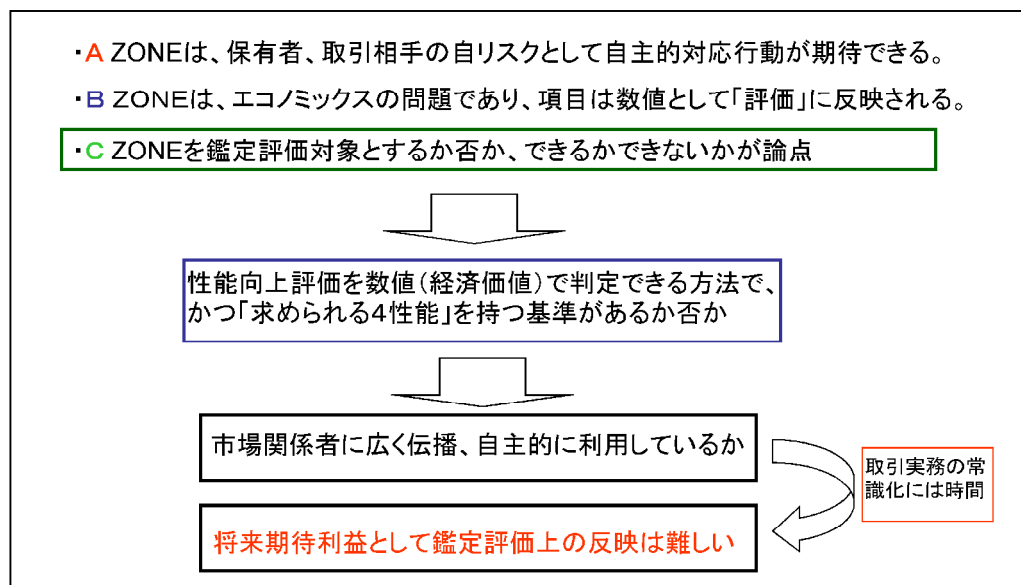 ・A ZONEは、保有者、取引相手の自リスクとして自主的対応行動が期待できる。
・B ZONEは、エコノミックスの問題であり、項目は数値として「評価」に反映される。
・C ZONEを鑑定評価対象とするか否か、できるかできないかが論点
性能向上評価を数値(経済価値)で判定できる方法で、
かつ「求められる4性能」を持つ基準があるか否か
市場関係者に広く伝播、自主的に利用しているか
取引実務の常
識化には時間
将来期待利益として鑑定評価上の反映は難しい